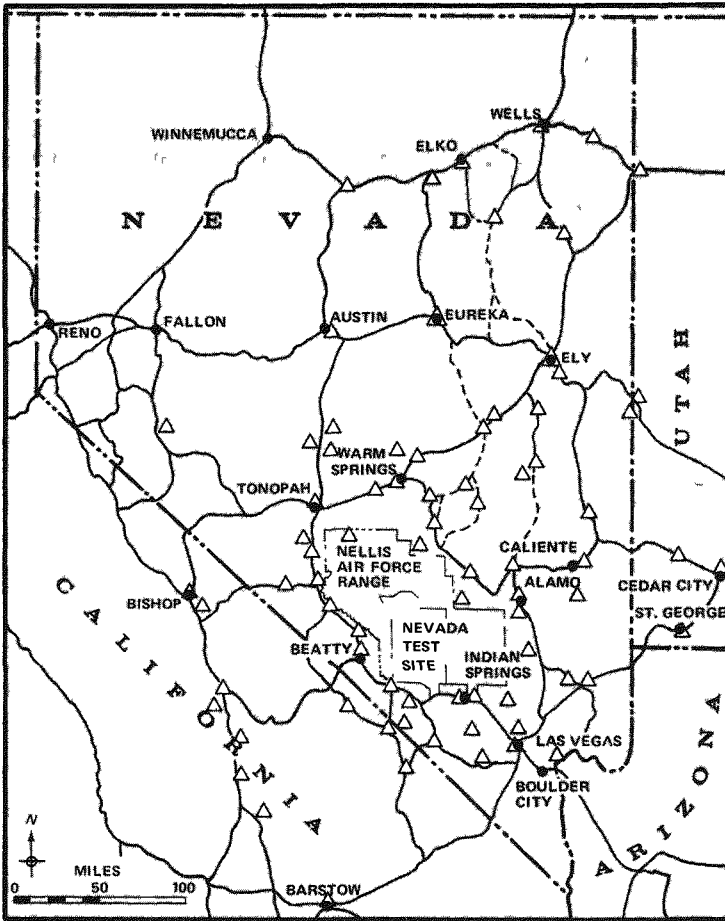 WELLS
WINNEMUCCA
ELKO
NEVADA
RENO
FALLON
AUSTIN
EUREKA
ELY
UTAH
WARM
SPRINGS
TONOPAH
NELLIS
AIR FORCE
RANGE
CALIENTE
ALAMO
CEDAR CITY
ST. GEORGE
BISHOP
CALIFORNIA
BEATTY
NEVADA
TEST
SITE
INDIAN
SPRINGS
LAS VEGAS
BOULDER
CITY
ARIZONA
N
MILES
0 50 100
BARSTOW